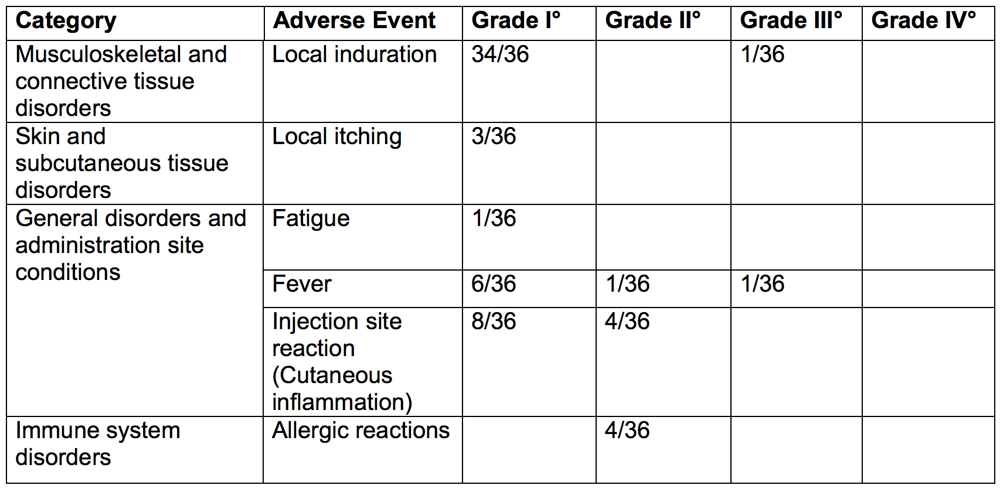 Category Adverse Event Grade I° Grade II° Grade III° Grade IV°
Musculoskeletal and connective tissue disorders Local induration 34/36 1/36
Skin and subcutaneous tissue disorders Local itching 3/36
General disorders and administration site conditions Fatigue 1/36
Fever 6/36 1/36 1/36
Injection site reaction (Cutaneous inflammation) 8/36 4/36
Immune system disorders Allergic reactions 4/36